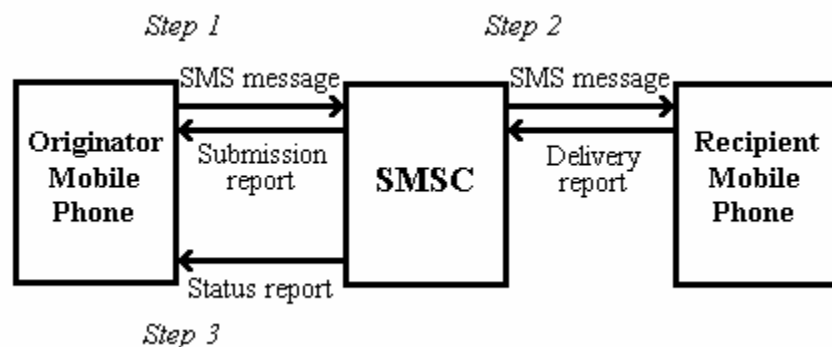 Step 1
Step 2
SMS message
SMS message
Originator
Mobile
Phone
Submission
report
SMSC
Delivery
report
Recipient
Mobile
Phone
Status report
Step 3